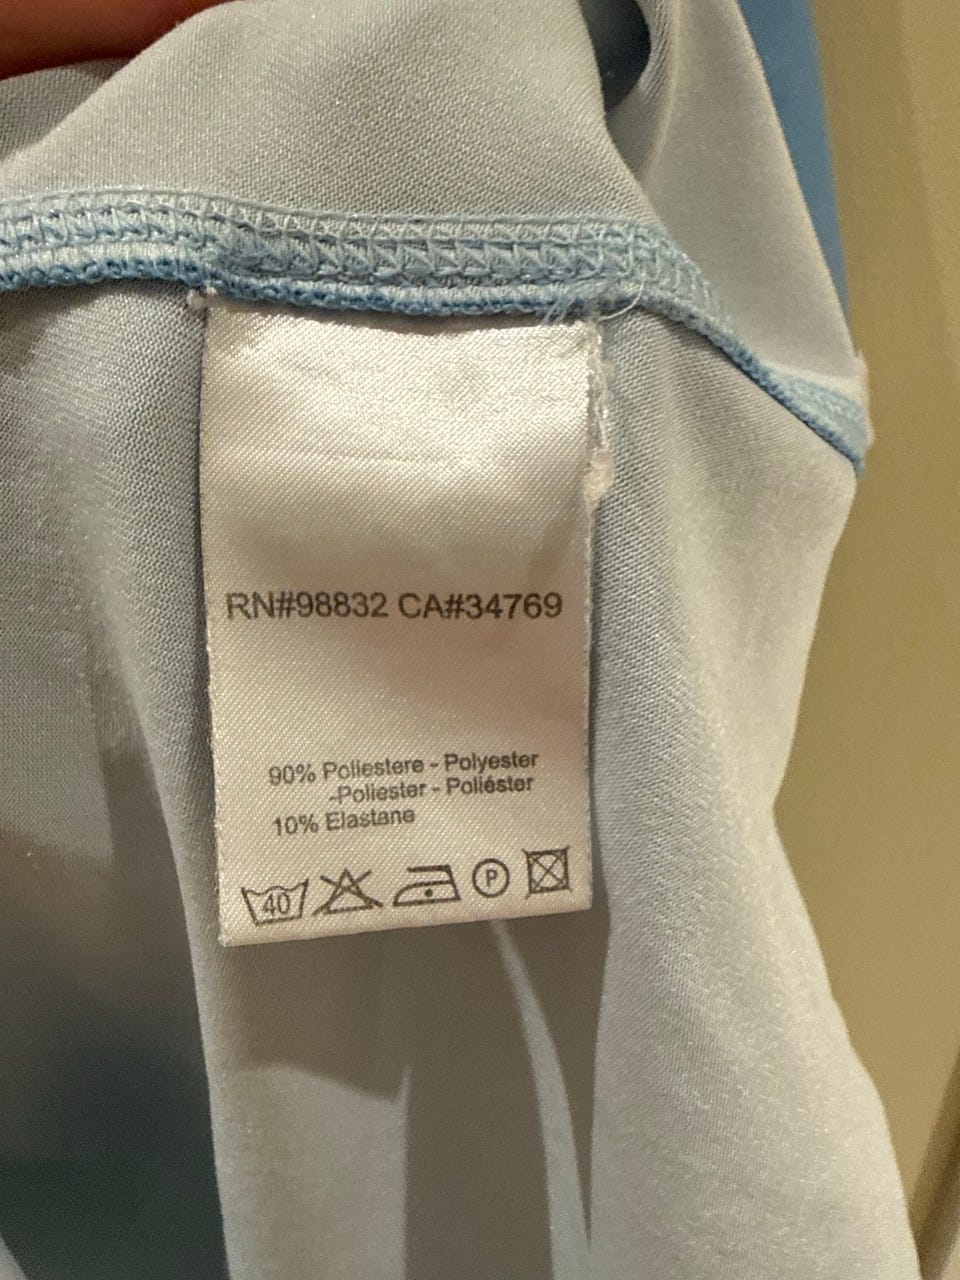 RN#98832 CA#34769
90% Poliestere - Polyester
-Poliester - Poliéster
10% Elastane
40
P